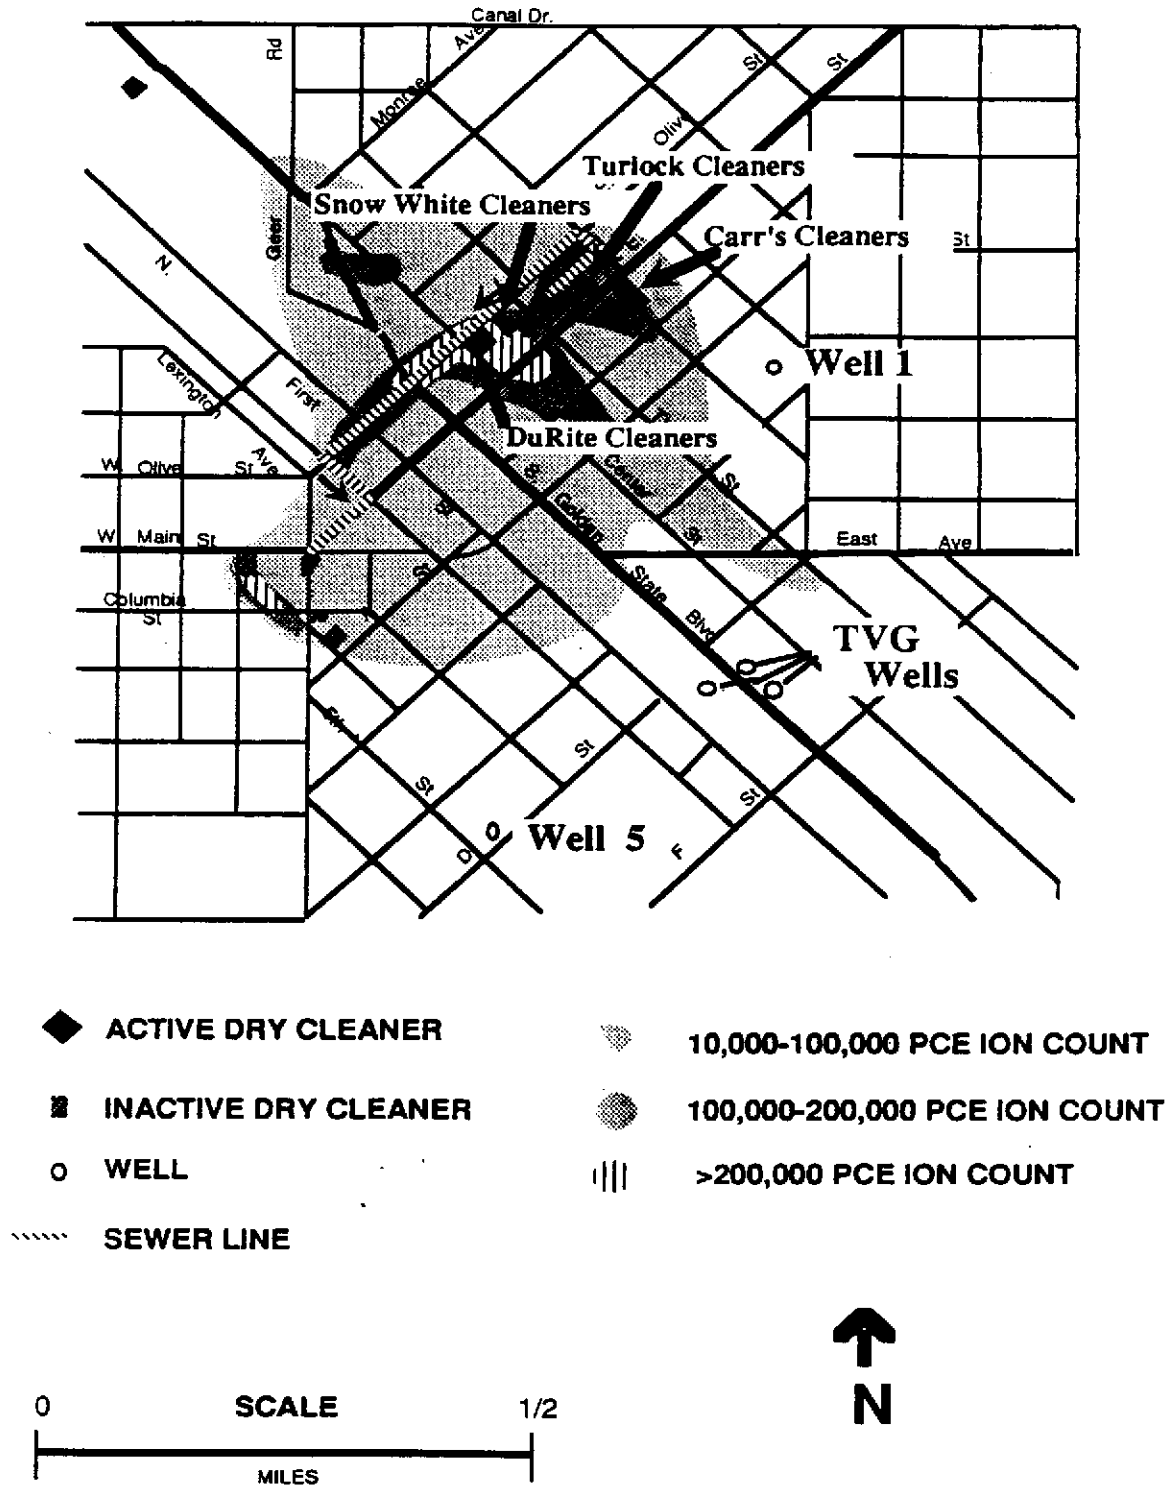 Canal Dr.
Rd
Ave
Monroe
St
St
Olive
Turlock Cleaners
Snow White Cleaners
Carr's Cleaners
St
Geer
N.
Well 1
Lexington
First
DuRite Cleaners
W. Olive St
Ave
Center
St
St
Golden
St
W Main St
East Ave
St
State
Columbia
St
Blvd
TVG
Wells
5th
St
St
St
D
Well 5
F
ACTIVE DRY CLEANER
10,000-100,000 PCE ION COUNT
INACTIVE DRY CLEANER
100,000-200,000 PCE ION COUNT
WELL
>200,000 PCE ION COUNT
SEWER LINE
N
0 SCALE 1/2
MILES